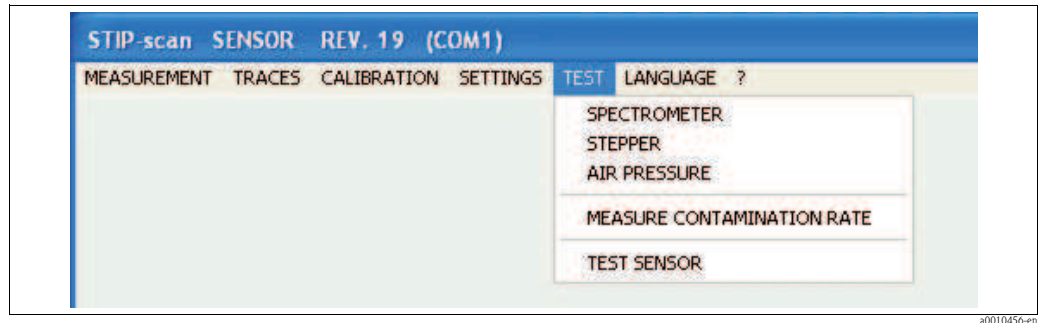 STIP-scan SENSOR REV. 19 (COM1)
MEASUREMENT TRACES CALIBRATION SETTINGS TEST LANGUAGE ?
SPECTROMETER
STEPPER
AIR PRESSURE
MEASURE CONTAMINATION RATE
TEST SENSOR
a0010456-en